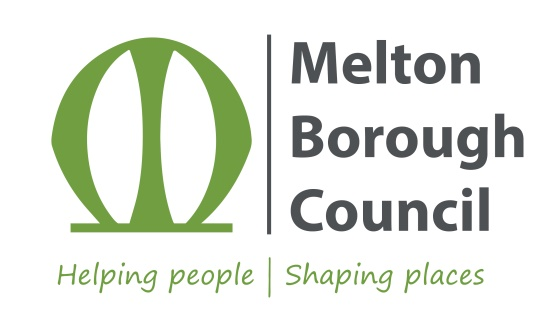 Melton
Borough
Council
Helping people | Shaping places